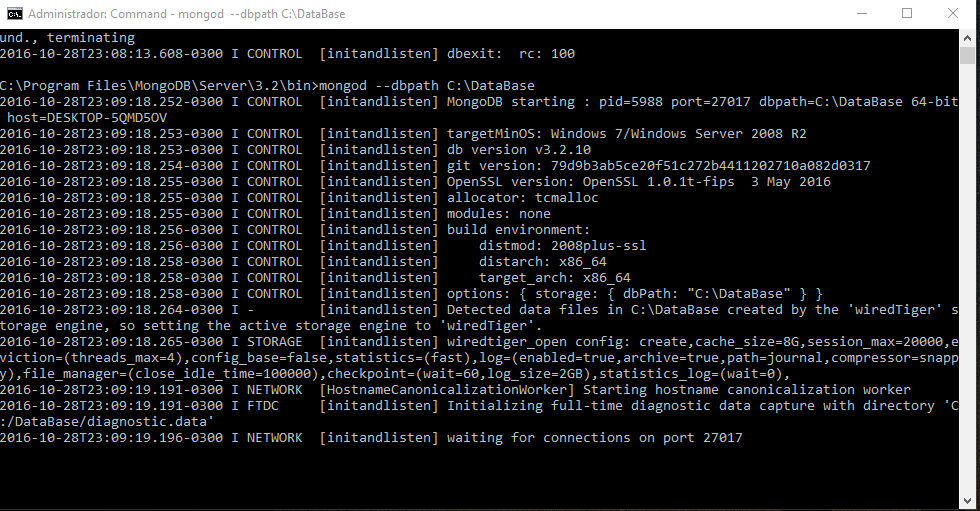 Administrador: Command - mongod  --dbpath C:\DataBase
und., terminating
2016-10-28T23:08:13.608-0300 I CONTROL  [initandlisten] dbexit:  rc: 100
C:\Program Files\MongoDB\Server\3.2\bin>mongod --dbpath C:\DataBase
2016-10-28T23:09:18.252-0300 I CONTROL  [initandlisten] MongoDB starting : pid=5988 port=27017 dbpath=C:\DataBase 64-bit
 host=DESKTOP-5QMD5OV
2016-10-28T23:09:18.253-0300 I CONTROL  [initandlisten] targetMinOS: Windows 7/Windows Server 2008 R2
2016-10-28T23:09:18.253-0300 I CONTROL  [initandlisten] db version v3.2.10
2016-10-28T23:09:18.254-0300 I CONTROL  [initandlisten] git version: 79d9b3ab5ce20f51c272b4411202710a082d0317
2016-10-28T23:09:18.255-0300 I CONTROL  [initandlisten] OpenSSL version: OpenSSL 1.0.1t-fips  3 May 2016
2016-10-28T23:09:18.255-0300 I CONTROL  [initandlisten] allocator: tcmalloc
2016-10-28T23:09:18.255-0300 I CONTROL  [initandlisten] modules: none
2016-10-28T23:09:18.256-0300 I CONTROL  [initandlisten] build environment:
2016-10-28T23:09:18.256-0300 I CONTROL  [initandlisten]     distmod: 2008plus-ssl
2016-10-28T23:09:18.258-0300 I CONTROL  [initandlisten]     distarch: x86_64
2016-10-28T23:09:18.258-0300 I CONTROL  [initandlisten]     target_arch: x86_64
2016-10-28T23:09:18.258-0300 I CONTROL  [initandlisten] options: { storage: { dbPath: "C:\DataBase" } }
2016-10-28T23:09:18.264-0300 I -        [initandlisten] Detected data files in C:\DataBase created by the 'wiredTiger' s
torage engine, so setting the active storage engine to 'wiredTiger'.
2016-10-28T23:09:18.265-0300 I STORAGE  [initandlisten] wiredtiger_open config: create,cache_size=8G,session_max=20000,e
viction=(threads_max=4),config_base=false,statistics=(fast),log=(enabled=true,archive=true,path=journal,compressor=snapp
y),file_manager=(close_idle_time=100000),checkpoint=(wait=60,log_size=2GB),statistics_log=(wait=0),
2016-10-28T23:09:19.191-0300 I NETWORK  [HostnameCanonicalizationWorker] Starting hostname canonicalization worker
2016-10-28T23:09:19.191-0300 I FTDC     [initandlisten] Initializing full-time diagnostic data capture with directory 'C
:/DataBase/diagnostic.data'
2016-10-28T23:09:19.196-0300 I NETWORK  [initandlisten] waiting for connections on port 27017